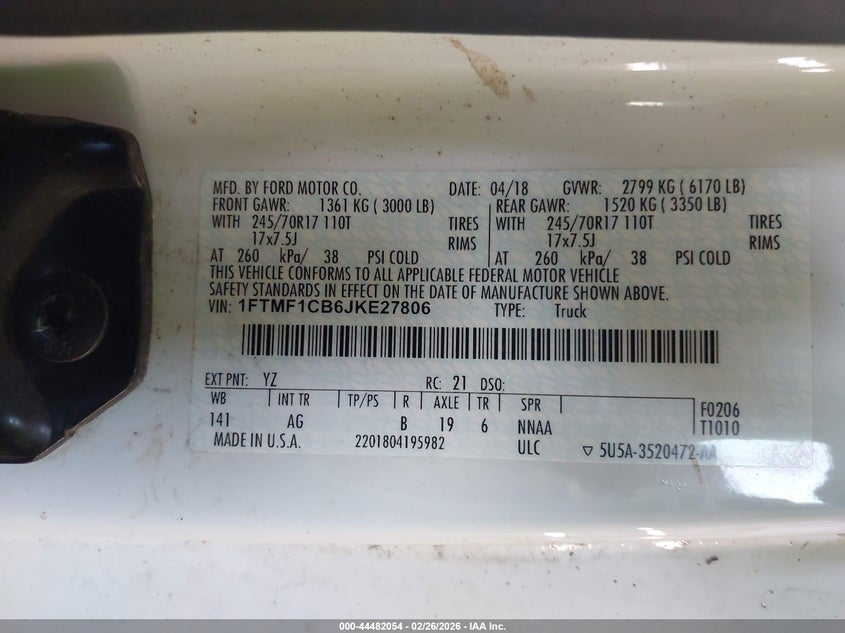 MFD. BY FORD MOTOR CO. DATE: 04/18 GVWR: 2799 KG ( 6170 LB)
FRONT GAWR: 1361 KG ( 3000 LB) REAR GAWR: 1520 KG ( 3350 LB)
WITH 245/70R17 110T TIRES WITH 245/70R17 110T TIRES
17x7.5J RIMS 17x7.5J RIMS
AT 260 kPa/ 38 PSI COLD AT 260 kPa/ 38 PSI COLD
THIS VEHICLE CONFORMS TO ALL APPLICABLE FEDERAL MOTOR VEHICLE
SAFETY STANDARDS IN EFFECT ON THE DATE OF MANUFACTURE SHOWN ABOVE.
VIN: 1FTMF1CB6JKE27806 TYPE: Truck
EXT PNT: YZ RC: 21 DSO:
WB INT TR TP/PS R AXLE TR SPR F0206
141 AG B 19 6 NNAA T1010
MADE IN U.S.A. 2201804195982 ULC ▽ 5U5A-3520472-AA
000-44482054 - 02/26/2026 - IAA Inc.